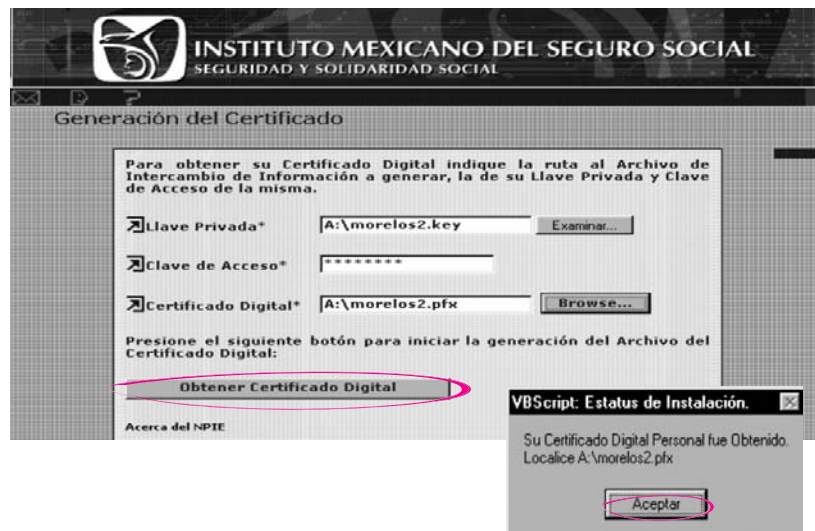 INSTITUTO MEXICANO DEL SEGURO SOCIAL
SEGURIDAD Y SOLIDARIDAD SOCIAL
Generación del Certificado
Para obtener su Certificado Digital indique la ruta al Archivo de
Intercambio de Información a generar, la de su Llave Privada y Clave
de Acceso de la misma.
Llave Privada* A:\morelos2.key Examinar...
Clave de Acceso* ********
Certificado Digital* A:\morelos2.pfx Browse...
Presione el siguiente botón para iniciar la generación del Archivo del
Certificado Digital:
Obtener Certificado Digital
Acerca del NPIE
VBScript: Estatus de Instalación.
Su Certificado Digital Personal fue Obtenido.
Localice A:\morelos2.pfx
Aceptar